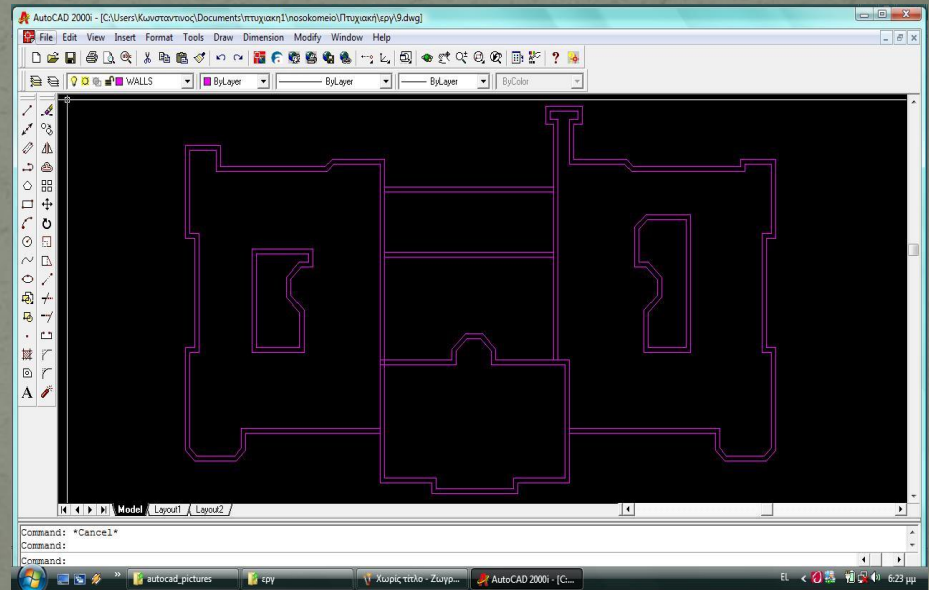 AutoCAD 2000i - [C:\Users\Κωνσταντινος\Documents\πτυχιακη1\nosokomeio\Πτυχιακή\εργ\9.dwg]
File Edit View Insert Format Tools Draw Dimension Modify Window Help
WALLS ByLayer ByLayer ByLayer ByColor
A
Model Layout1 Layout2
Command: *Cancel*
Command:
Command:
autocad_pictures εργ Χωρίς τίτλο - Ζωγρ... AutoCAD 2000i - [C:... EL 6:23 μμ